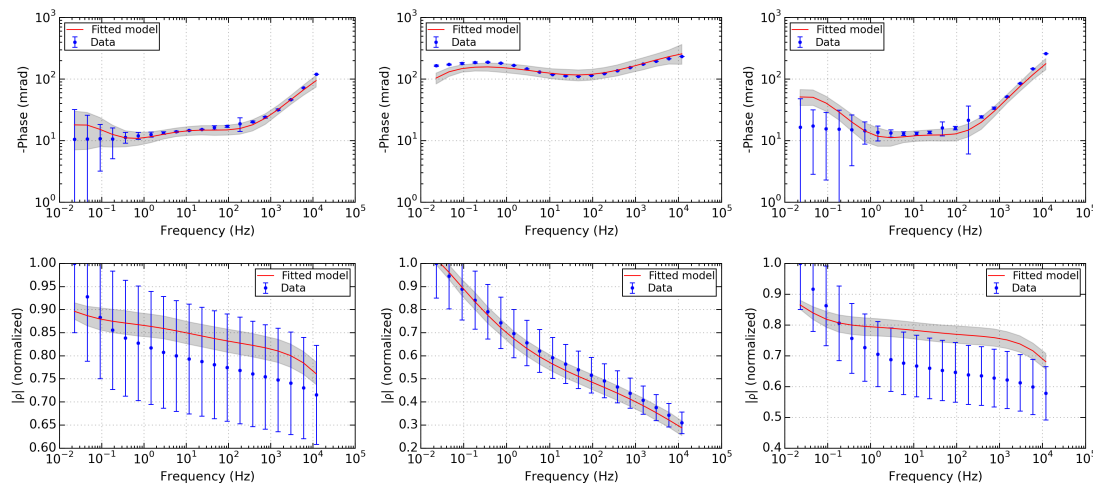 -Phase (mrad)
10³
10²
10¹
10⁰
Fitted model
Data
10⁻² 10⁻¹ 10⁰ 10¹ 10² 10³ 10⁴ 10⁵
Frequency (Hz)
-Phase (mrad)
10³
10²
10¹
10⁰
Fitted model
Data
10⁻² 10⁻¹ 10⁰ 10¹ 10² 10³ 10⁴ 10⁵
Frequency (Hz)
-Phase (mrad)
10³
10²
10¹
10⁰
Fitted model
Data
10⁻² 10⁻¹ 10⁰ 10¹ 10² 10³ 10⁴ 10⁵
Frequency (Hz)
|ρ| (normalized)
1.00
0.95
0.90
0.85
0.80
0.75
0.70
0.65
0.60
Fitted model
Data
10⁻² 10⁻¹ 10⁰ 10¹ 10² 10³ 10⁴ 10⁵
Frequency (Hz)
|ρ| (normalized)
1.0
0.9
0.8
0.7
0.6
0.5
0.4
0.3
0.2
Fitted model
Data
10⁻² 10⁻¹ 10⁰ 10¹ 10² 10³ 10⁴ 10⁵
Frequency (Hz)
|ρ| (normalized)
1.0
0.9
0.8
0.7
0.6
0.5
0.4
Fitted model
Data
10⁻² 10⁻¹ 10⁰ 10¹ 10² 10³ 10⁴ 10⁵
Frequency (Hz)